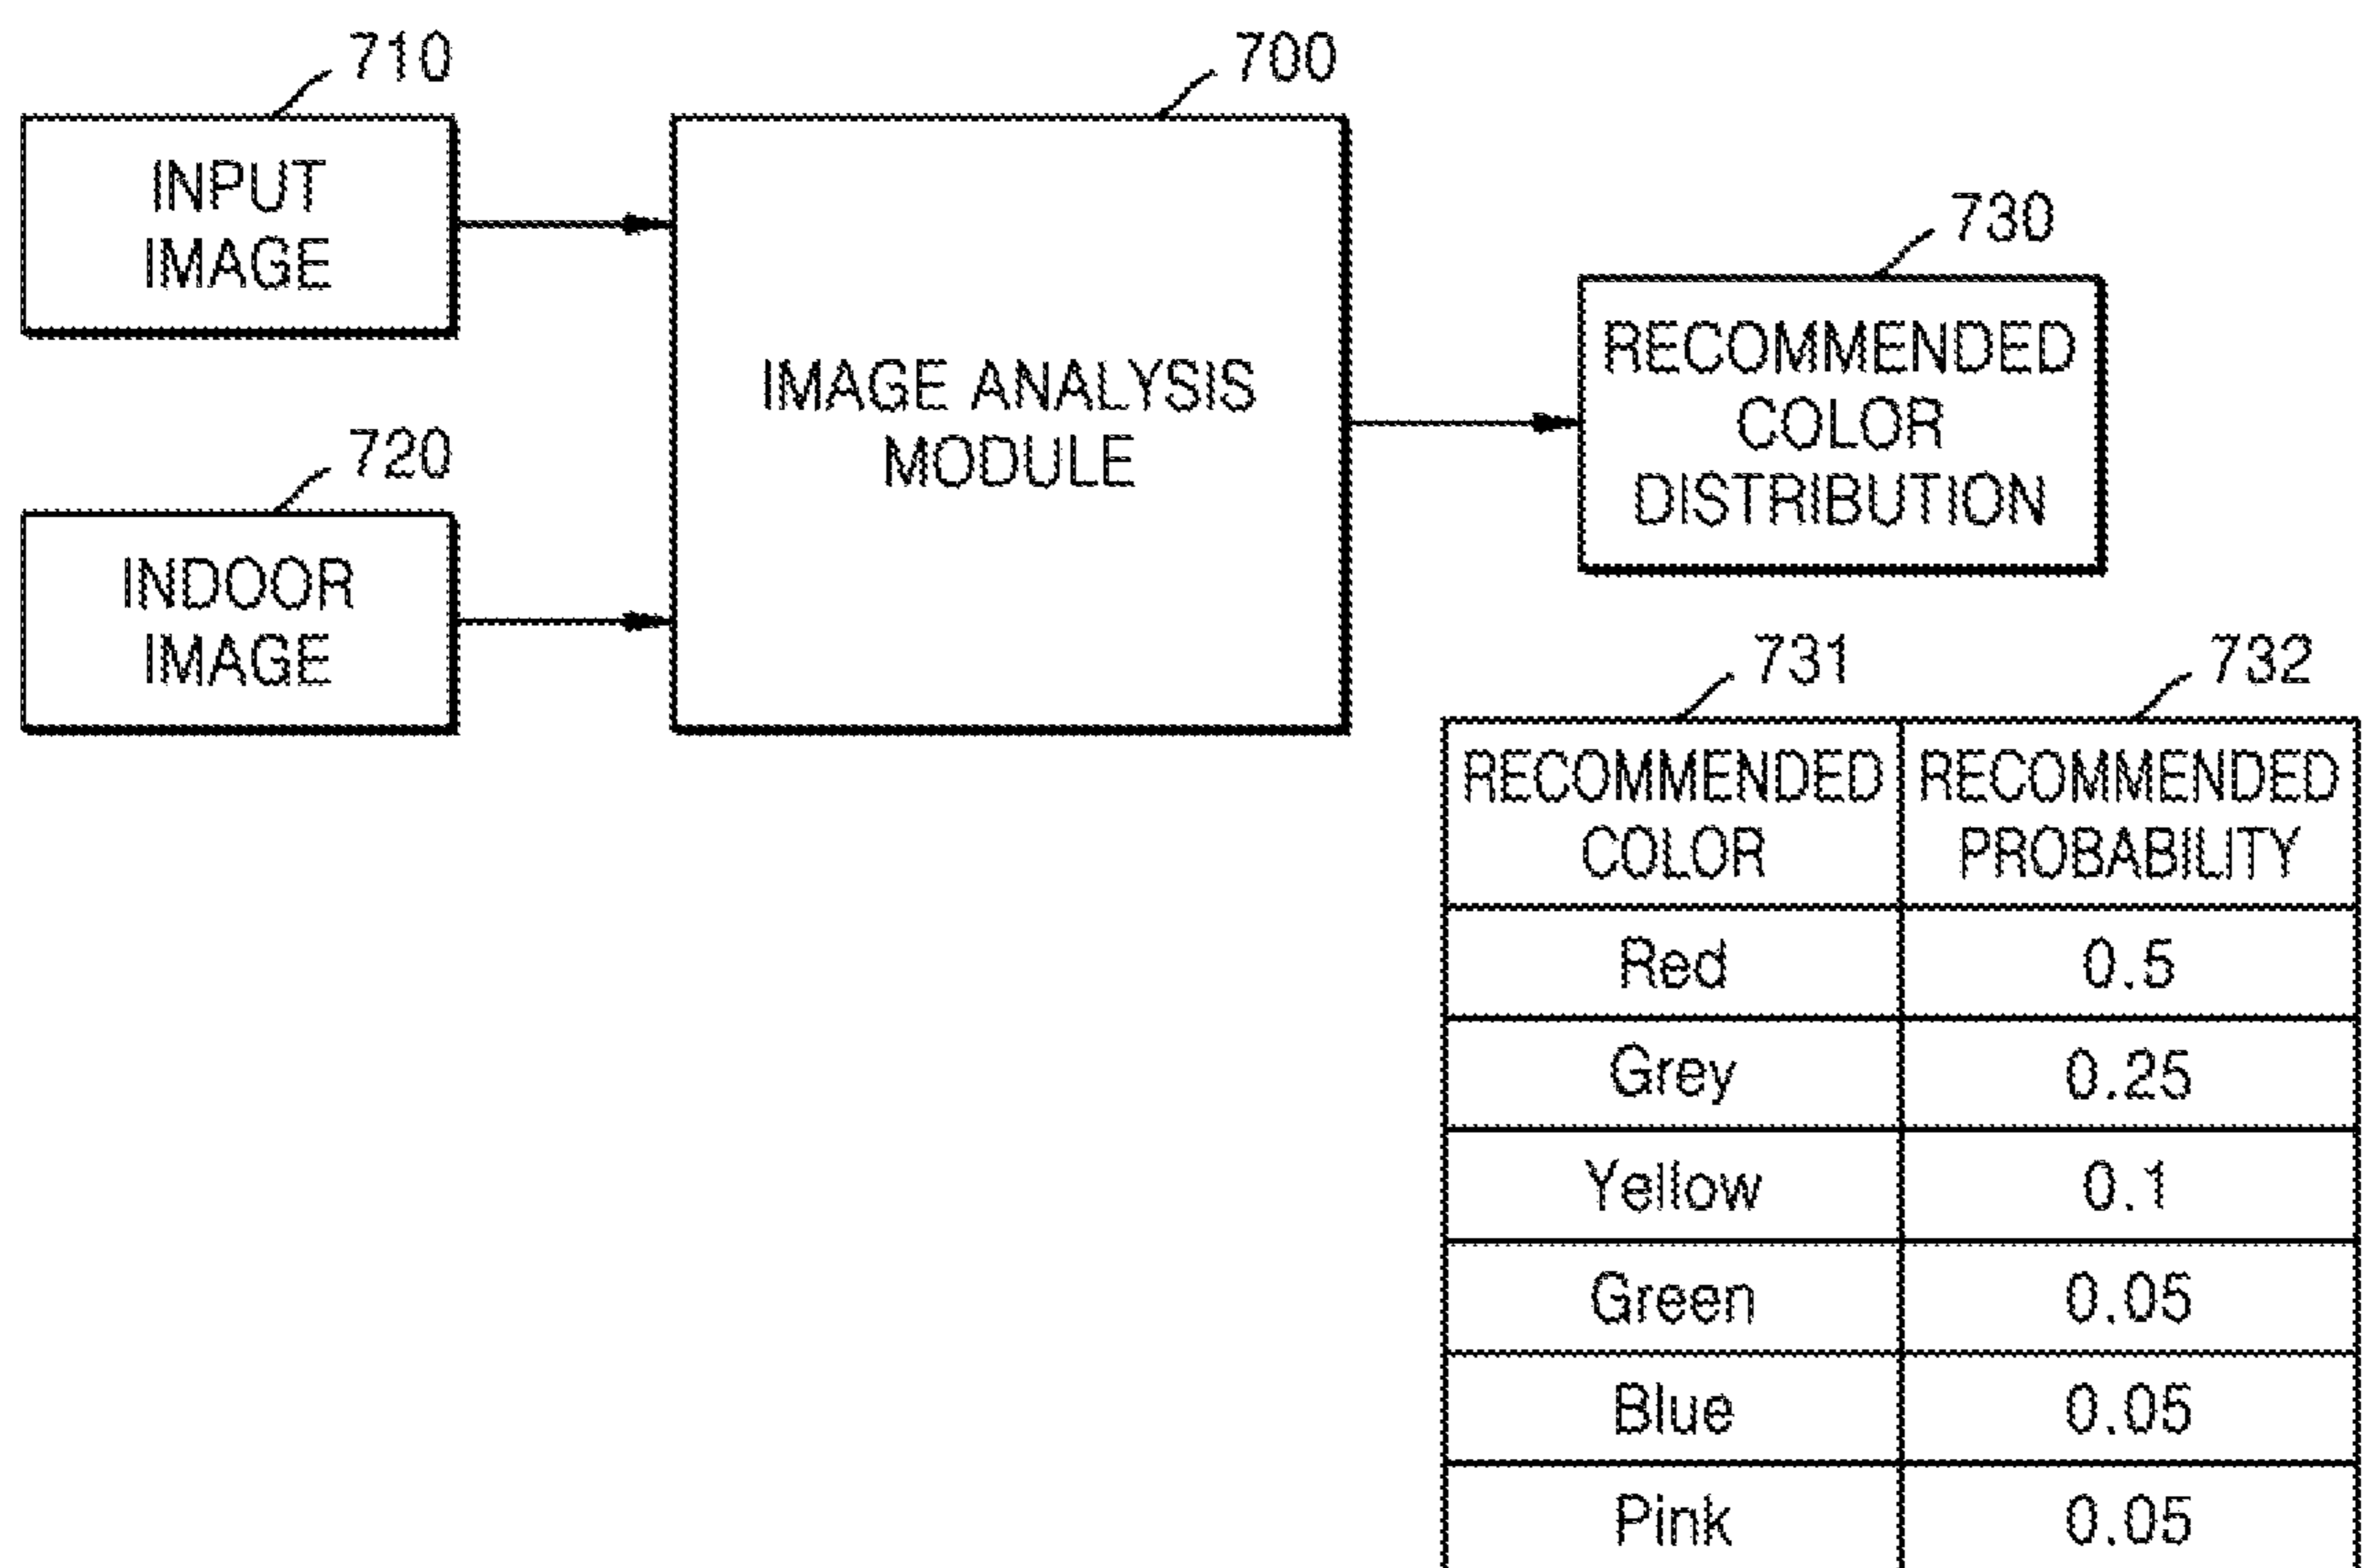 710
700
INPUT
IMAGE
730
IMAGE ANALYSIS
MODULE
RECOMMENDED
COLOR
DISTRIBUTION
720
INDOOR
IMAGE
731
732
RECOMMENDED
COLOR
RECOMMENDED
PROBABILITY
Red 0.5
Grey 0.25
Yellow 0.1
Green 0.05
Blue 0.05
Pink 0.05